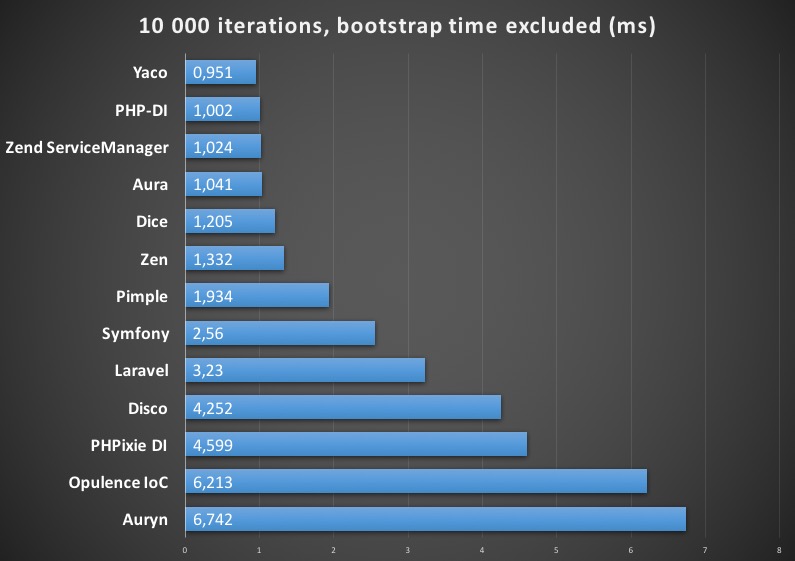 10 000 iterations, bootstrap time excluded (ms)
Yaco 0,951
PHP-DI 1,002
Zend ServiceManager 1,024
Aura 1,041
Dice 1,205
Zen 1,332
Pimple 1,934
Symfony 2,56
Laravel 3,23
Disco 4,252
PHPixie DI 4,599
Opulence IoC 6,213
Auryn 6,742
0 1 2 3 4 5 6 7 8